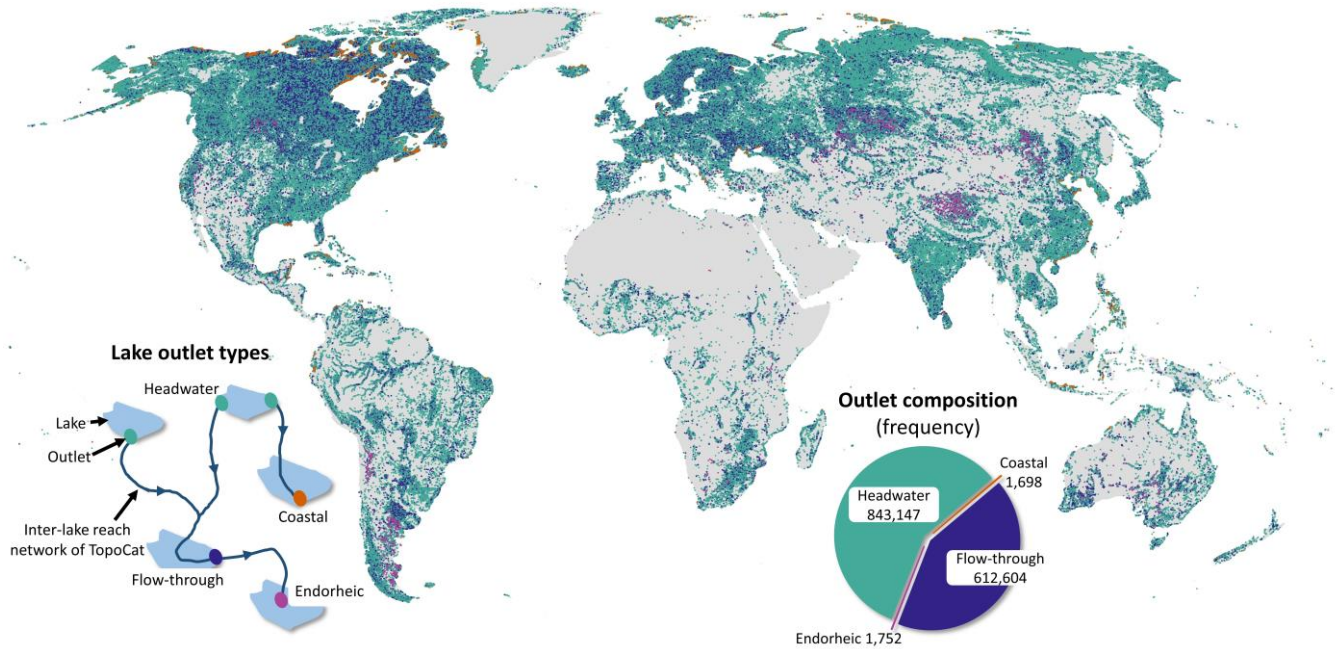 Lake outlet types
Headwater
Lake
Outlet
Inter-lake reach
network of TopoCat
Coastal
Flow-through
Endorheic
Outlet composition
(frequency)
Coastal
1,698
Headwater
843,147
Flow-through
612,604
Endorheic 1,752